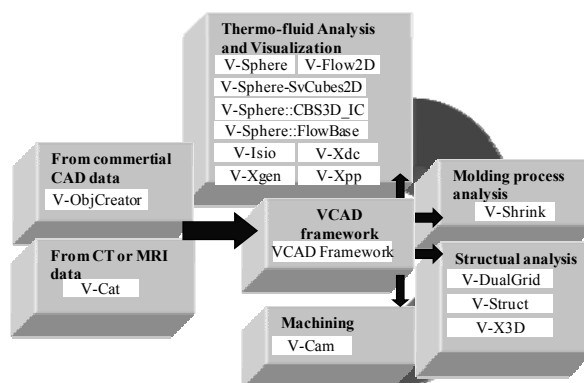 Thermo-fluid Analysis
and Visualization
V-Sphere V-Flow2D
V-Sphere-SvCubes2D
V-Sphere::CBS3D_IC
V-Sphere::FlowBase
V-Isio V-Xdc
V-Xgen V-Xpp
From commertial
CAD data
V-ObjCreator
From CT or MRI
data
V-Cat
VCAD
framework
VCAD Framework
Molding process
analysis
V-Shrink
Structual analysis
V-DualGrid
V-Struct
V-X3D
Machining
V-Cam